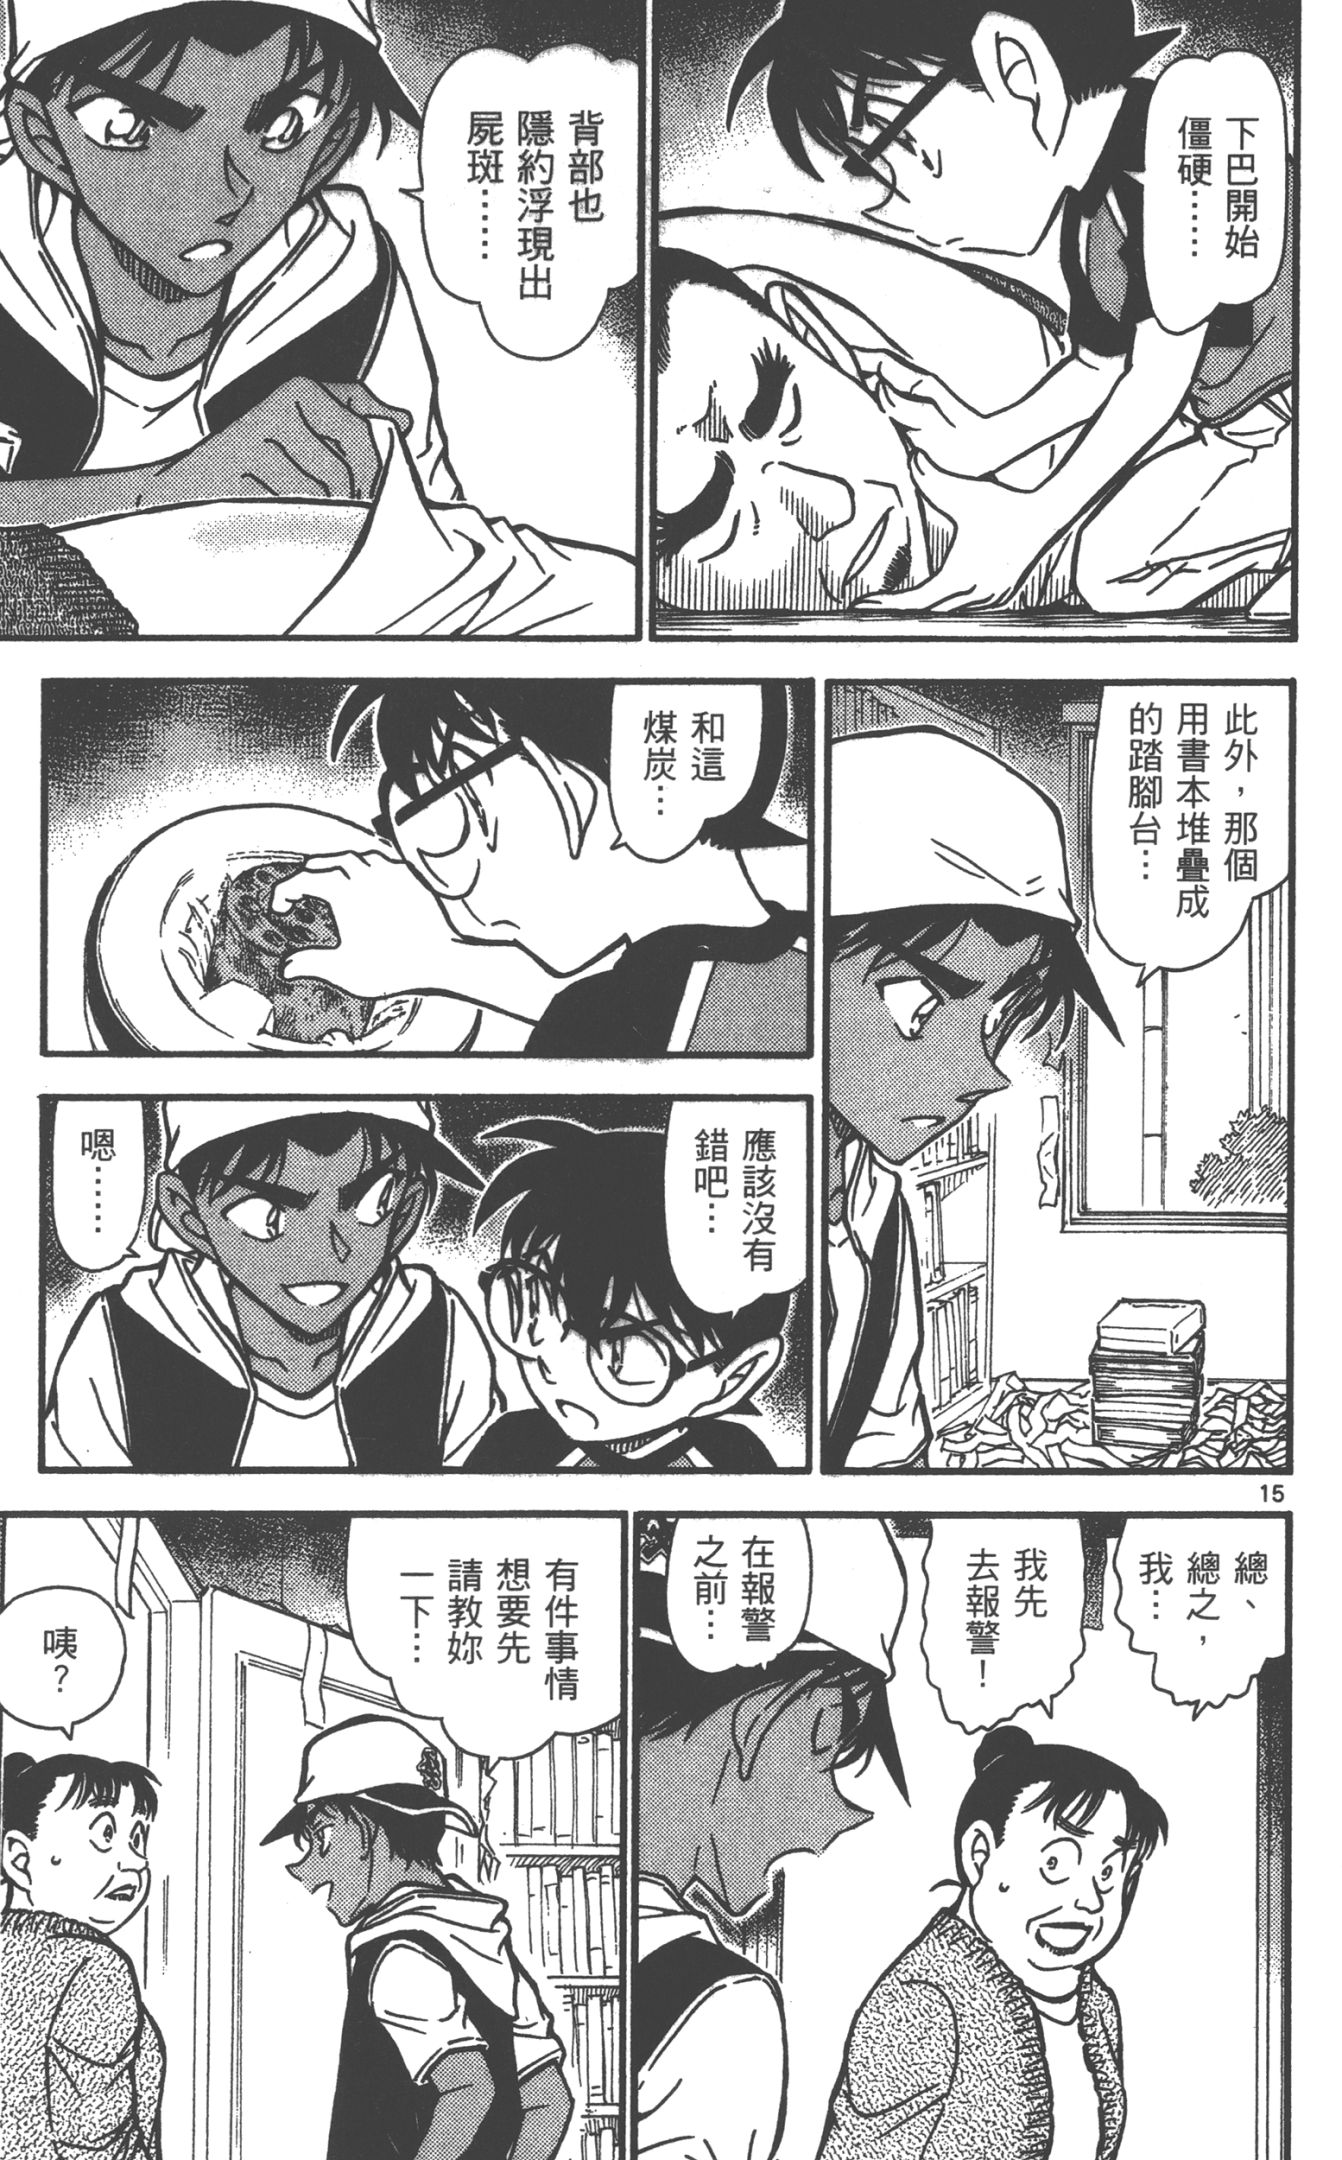 下巴開始
僵硬……
背部也
隱約浮現出
屍斑……
此外，那個
用書本堆疊成
的踏腳台…
和這
煤炭…
應該沒有
錯吧…
嗯……
15
總、
總之，
我…
我先
去報警！
在報警
之前…
有件事情
想要先
請教妳
一下…
咦？